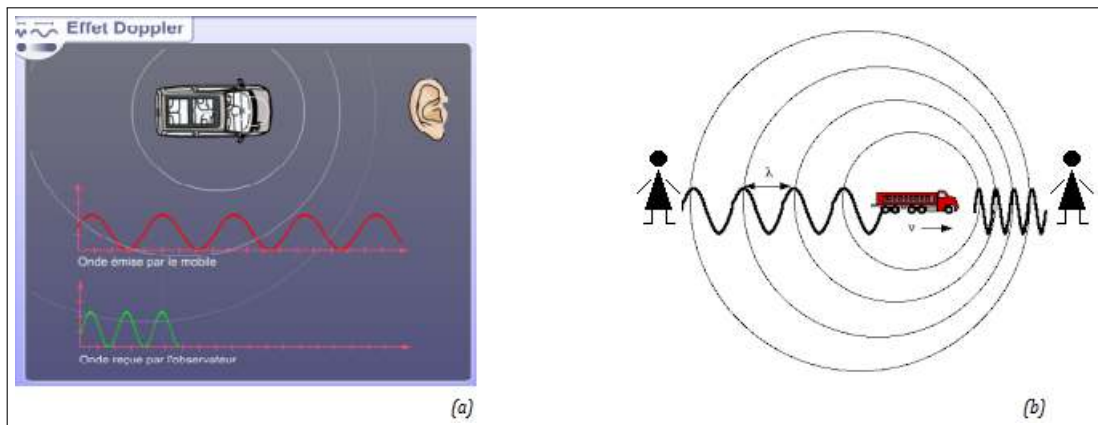 Effet Doppler
Onde émise par le mobile
Onde reçue par l'observateur
(a)
λ
v
(b)